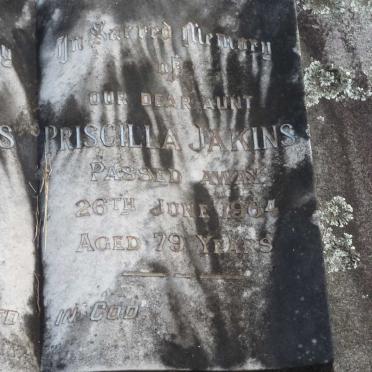 In Sacred Memory
OF
OUR DEAR AUNT
PRISCILLA JAKINS
PASSED AWAY
26TH JUNE 1964
AGED 79 YEARS
IN GOD